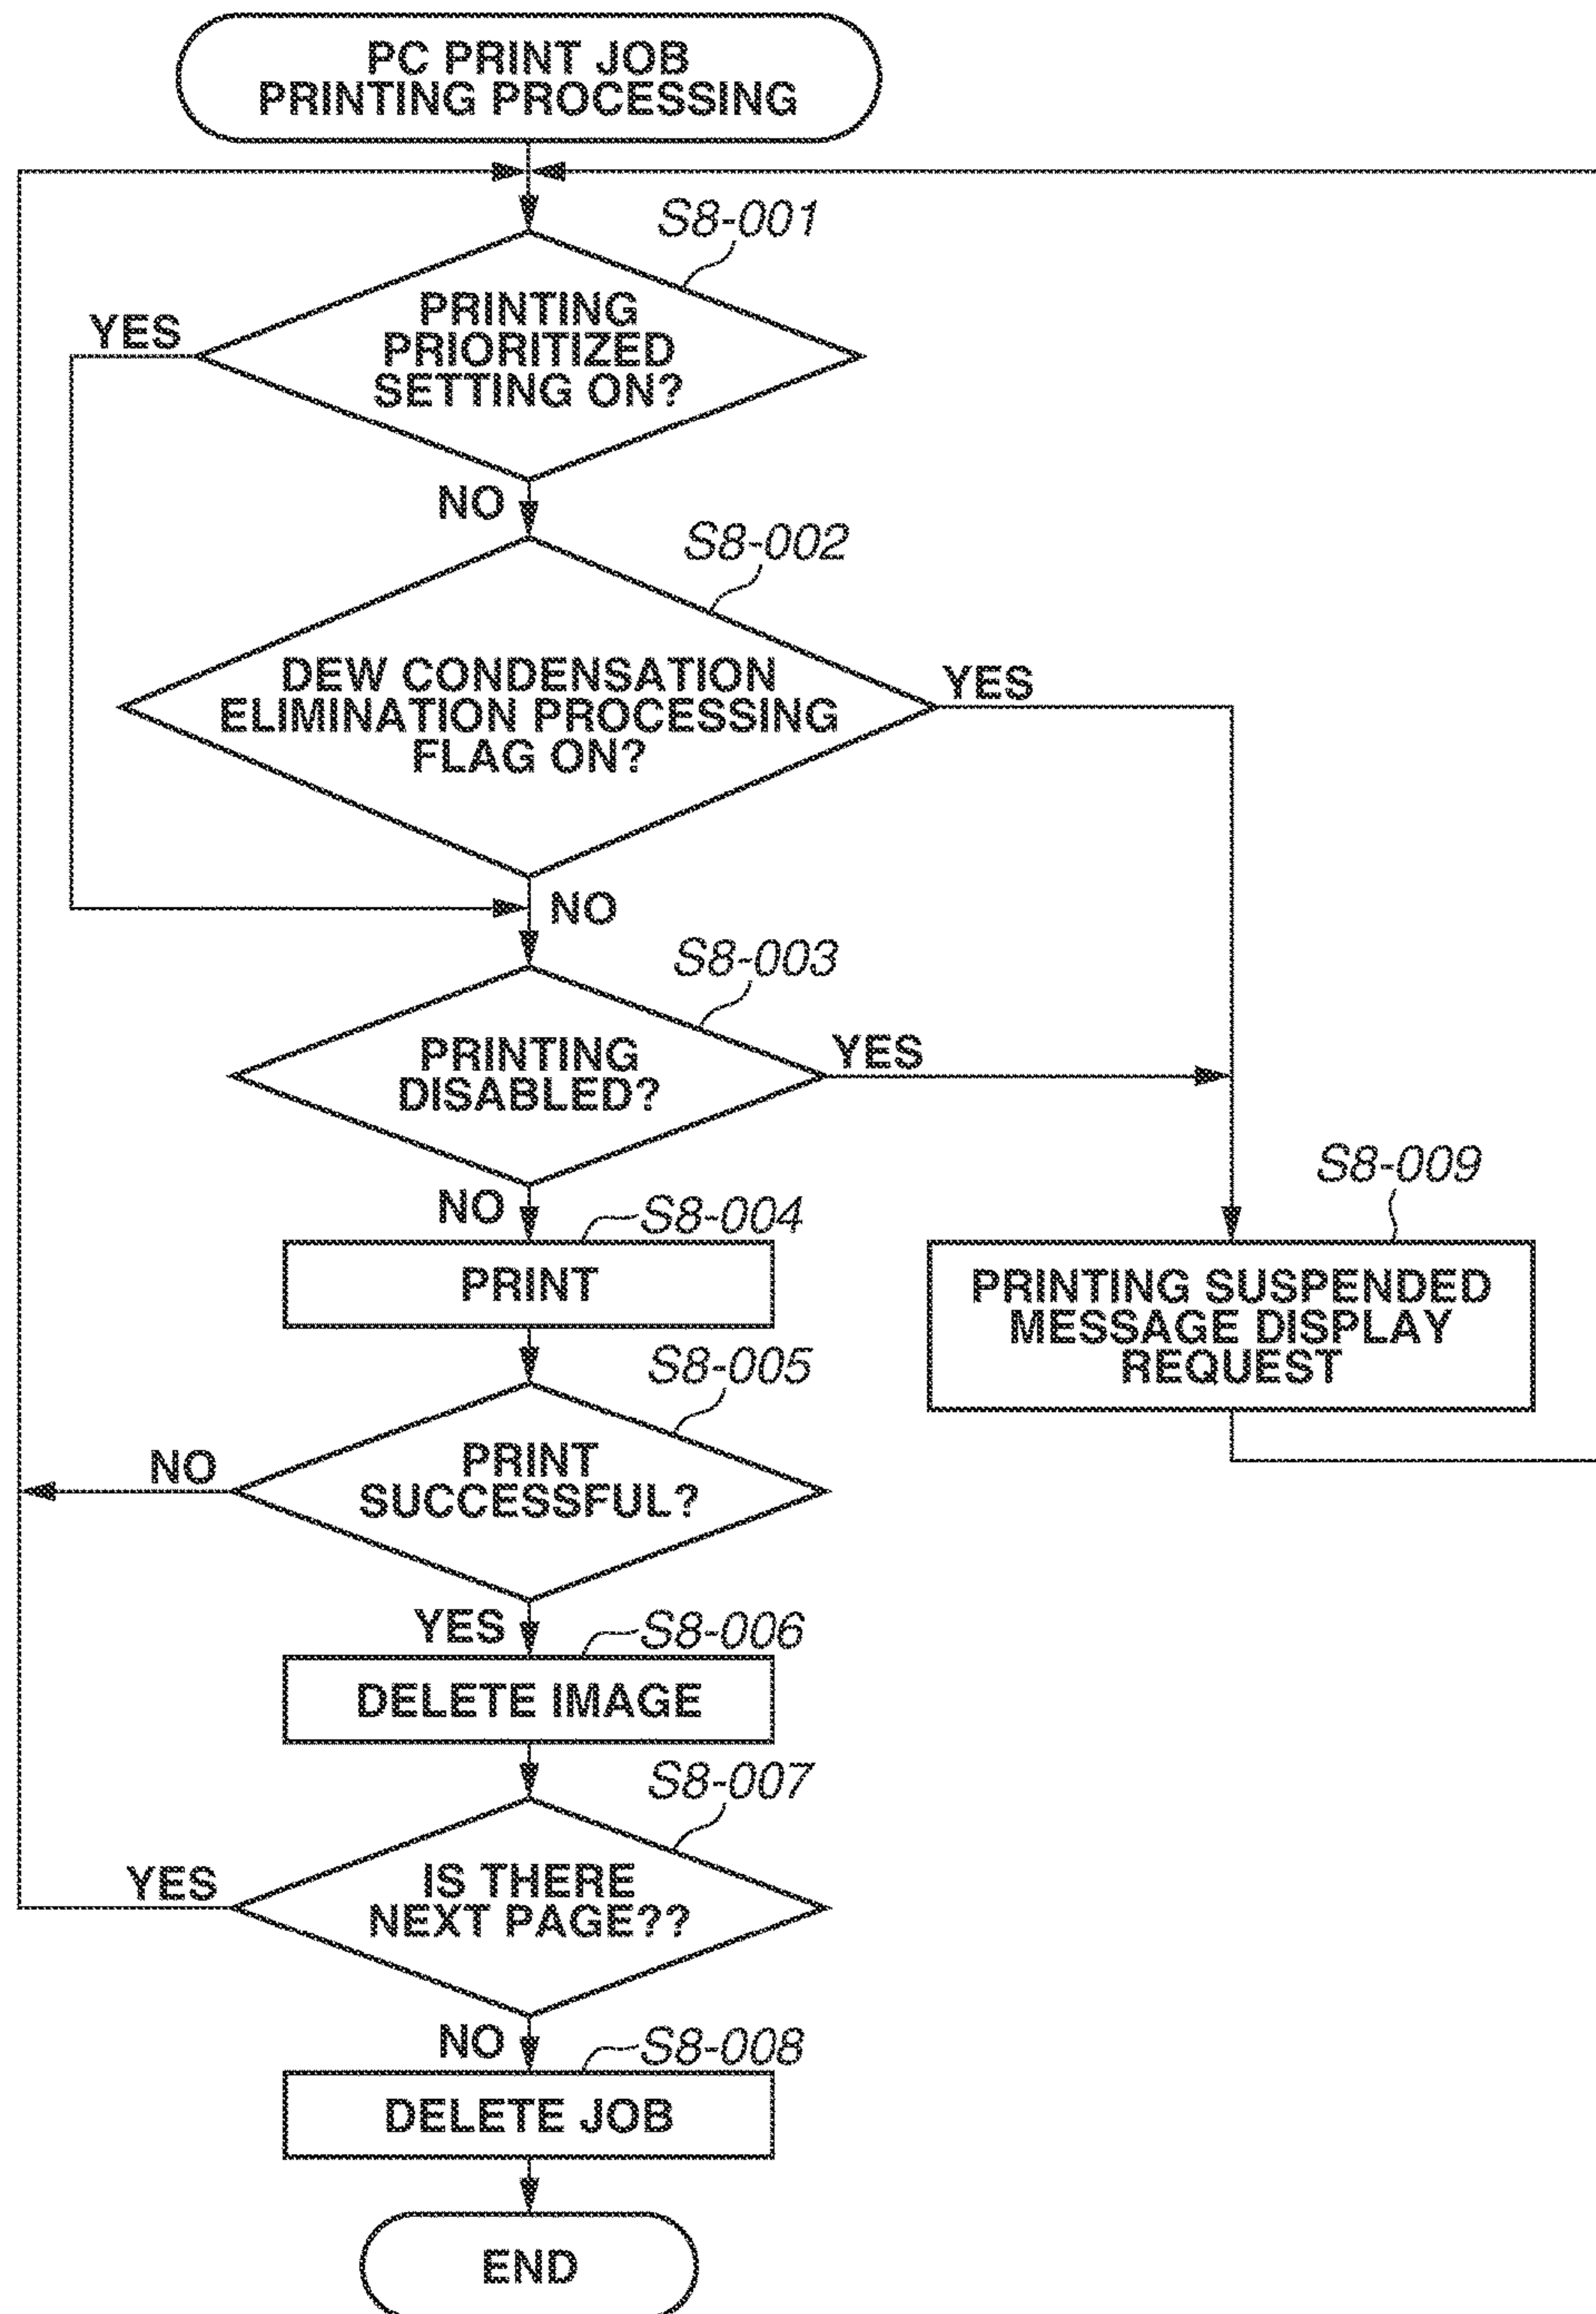 PC PRINT JOB
PRINTING PROCESSING
S8-001
PRINTING
PRIORITIZED
SETTING ON?
YES
NO
S8-002
DEW CONDENSATION
ELIMINATION PROCESSING
FLAG ON?
YES
NO
S8-003
PRINTING
DISABLED?
YES
NO
S8-004
PRINT
S8-009
PRINTING SUSPENDED
MESSAGE DISPLAY
REQUEST
S8-005
PRINT
SUCCESSFUL?
NO
YES
S8-006
DELETE IMAGE
S8-007
IS THERE
NEXT PAGE??
YES
NO
S8-008
DELETE JOB
END